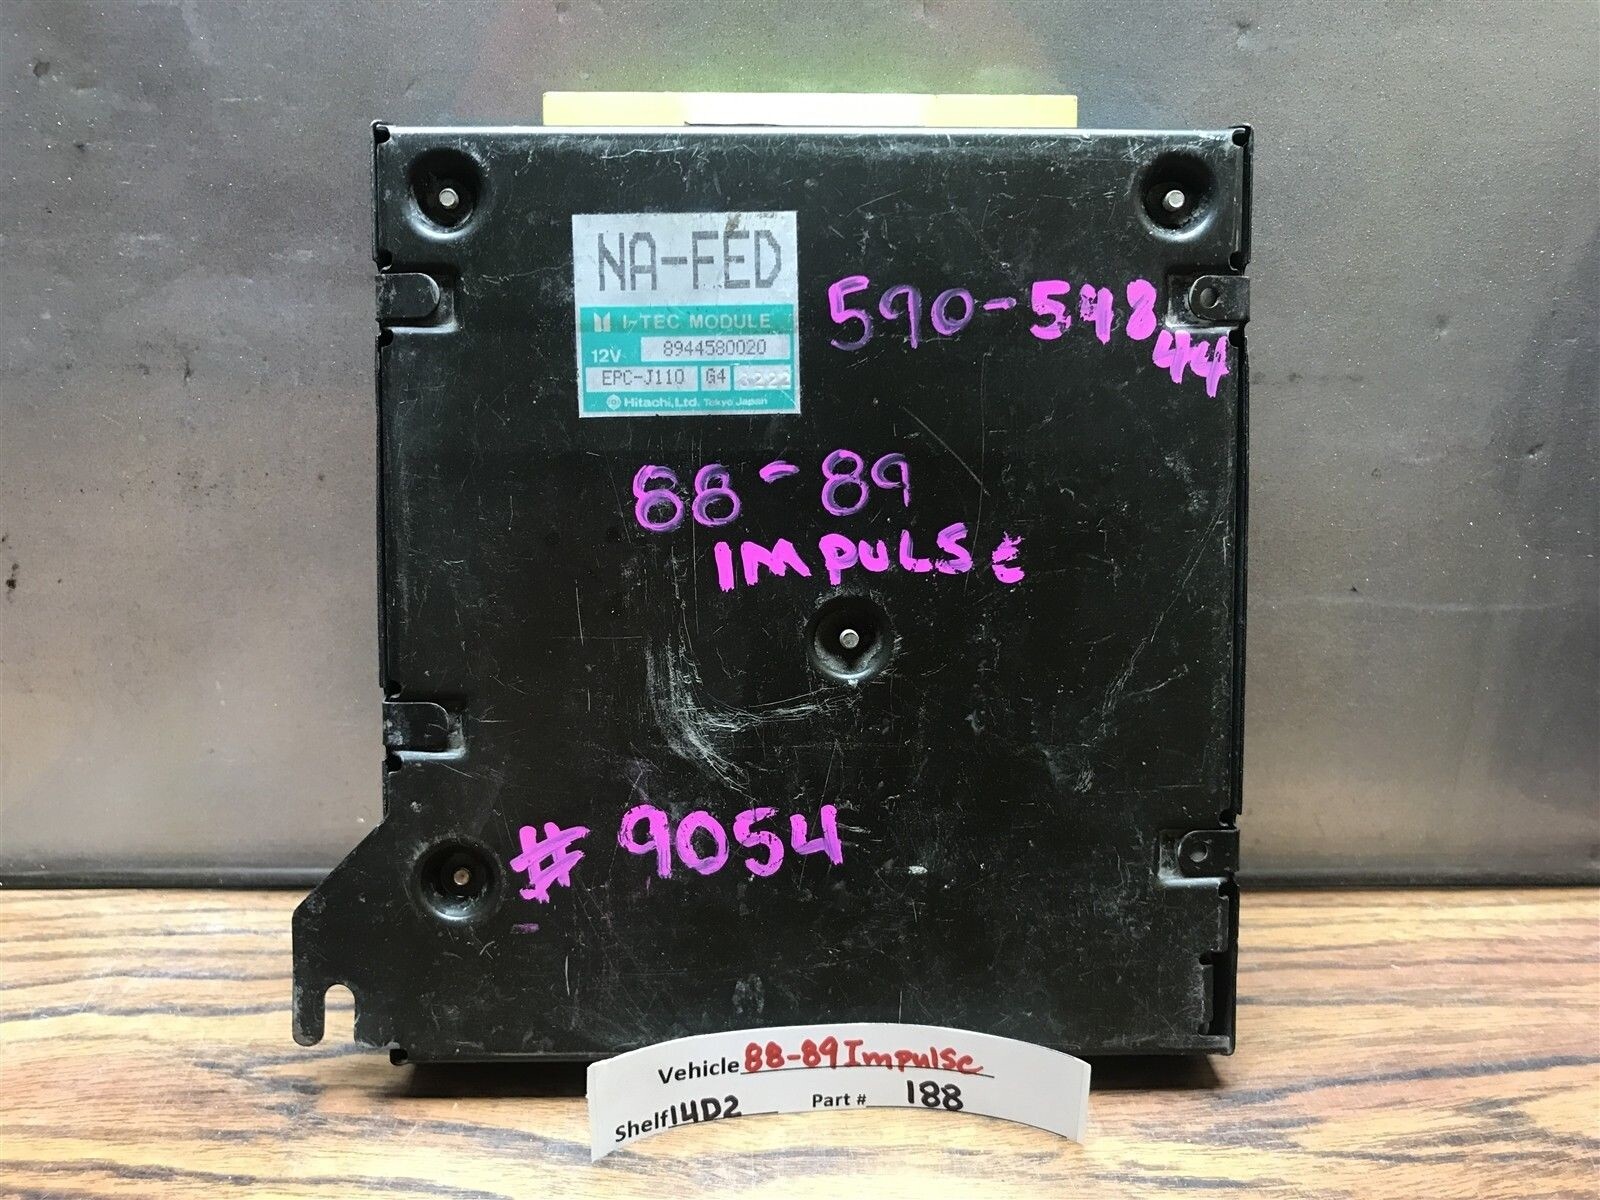 NA-FED
I-TEC MODULE
12V 8944580020
EPC-J110 G4 3222
Hitachi, Ltd. Tokyo Japan
590-548
44
88-89
IMPULSE
# 9054
Vehicle 88-89 Impulse
Shelf 14D2 Part # 188